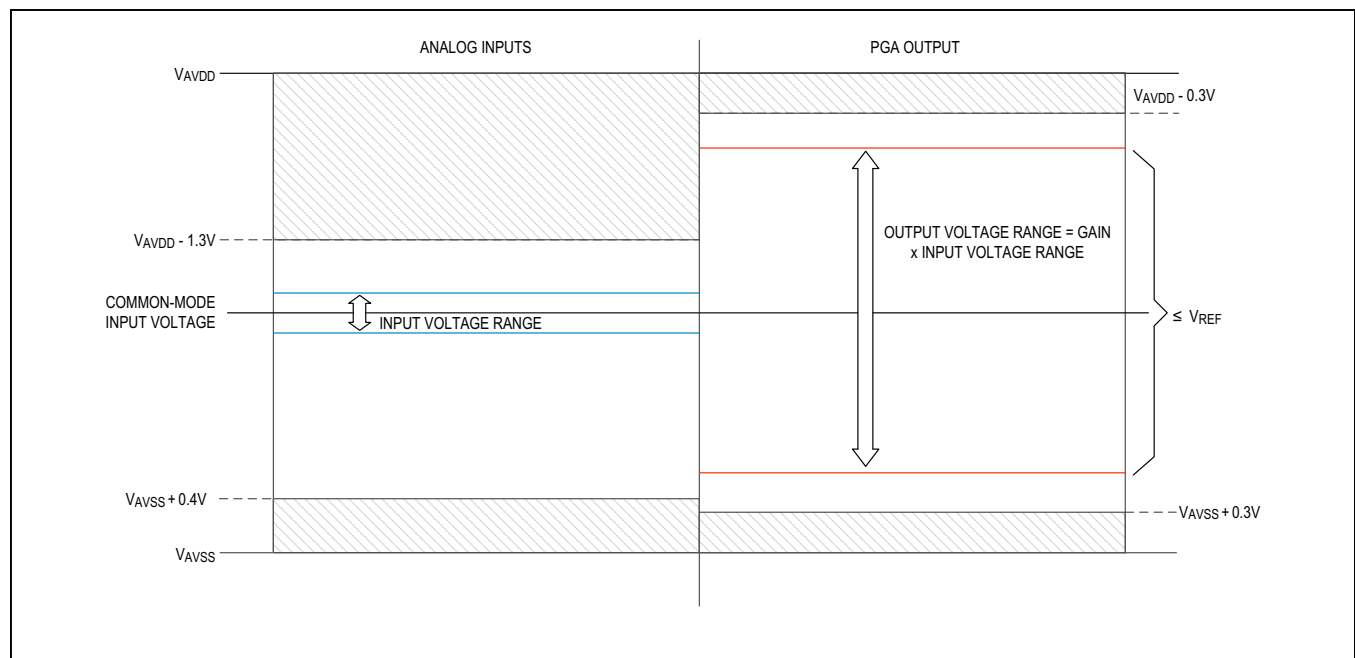 ANALOG INPUTS
PGA OUTPUT
VAVDD
VAVDD - 0.3V
VAVDD - 1.3V
OUTPUT VOLTAGE RANGE = GAIN
x INPUT VOLTAGE RANGE
COMMON-MODE
INPUT VOLTAGE
INPUT VOLTAGE RANGE
≤ VREF
VAVSS + 0.4V
VAVSS + 0.3V
VAVSS